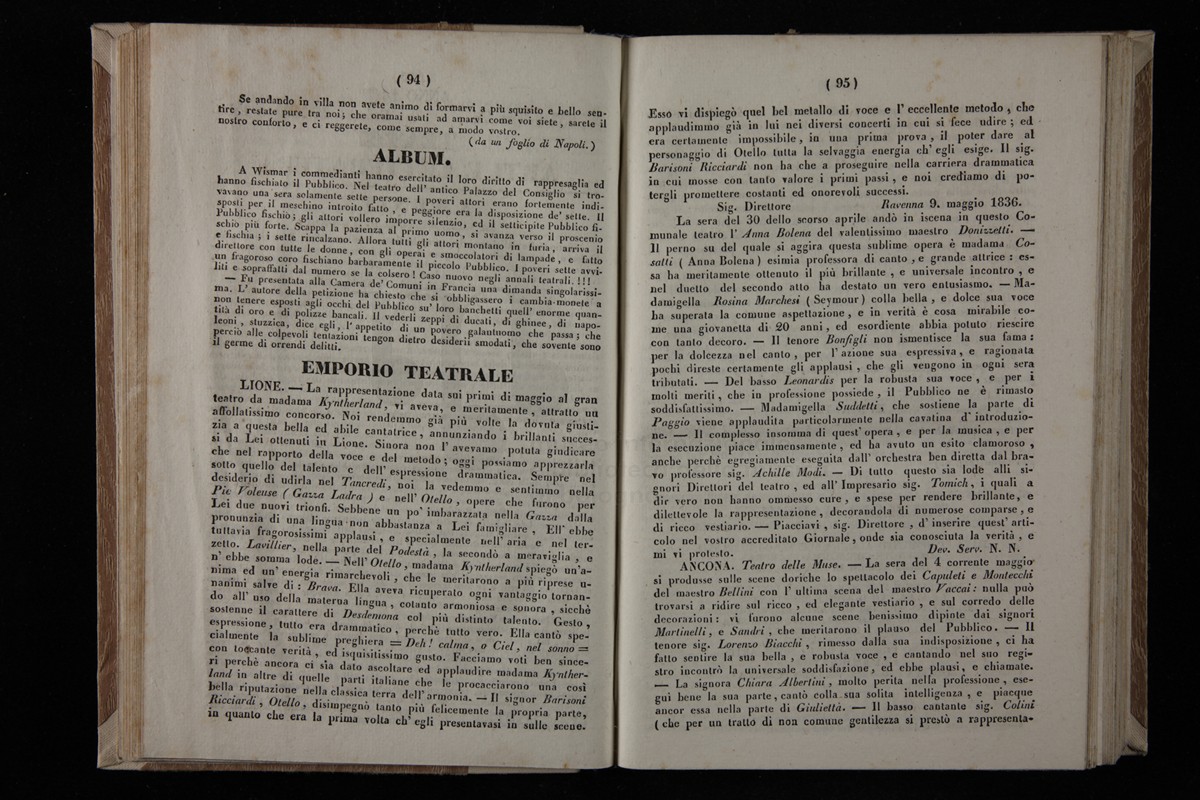 ( 94 )
Se andando in villa non avete animo di formarvi a più squisito e bello sen-
tire, restate pure tra noi; che oramai usati ad amarvi come voi siete, sarete il
nostro conforto, e ci reggerete, come sempre, a modo vostro.
(da un foglio di Napoli.)
ALBUM.
A Wismar i commedianti hanno esercitato il loro diritto di rappresaglia ed
hanno fischiato il Pubblico. Nel teatro dell' antico Palazzo del Consiglio si tro-
vavano una sera solamente sette persone. I poveri attori erano fortemente indi-
sposti per il meschino introito fatto, e peggiore era la disposizione de' sette. Il
Pubblico fischiò; gli attori vollero imporre silenzio, ed il setticipite Pubblico fi-
schiò più forte. Scappa la pazienza al primo uomo, si avanza verso il proscenio
e fischia; i sette rincalzano. Allora tutti gli attori montano in furia, arriva il
direttore con tutte le donne, con gli operai e smoccolatori di lampade, e fatto
un fragoroso coro fischiano barbaramente il piccolo Pubblico. I poveri sette avvi-
liti e sopraffatti dal numero se la colsero! Caso nuovo negli annali teatrali. !!!
— Fu presentata alla Camera de' Comuni in Francia una dimanda singolarissi-
ma. L' autore della petizione ha chiesto che si obbligassero i cambia-monete a
non tenere esposti agli occhi del Pubblico su' loro banchetti quell' enorme quan-
tità di oro e di polizze bancali. Il vederli zeppi di ducati, di ghinee, di napo-
leoni, stuzzica, dice egli, l' appetito di un povero galantuomo che passa; che
perciò alle colpevoli tentazioni tengon dietro desiderii smodati, che sovente sono
il germe di orrendi delitti.
EMPORIO TEATRALE
LIONE. — La rappresentazione data sui primi di maggio al gran
teatro da madama Kyntherland, vi aveva, e meritamente, attratto un
affollatissimo concorso. Noi rendemmo già più volte la dovuta giusti-
zia a questa bella ed abile cantatrice, annunziando i brillanti succes-
si da Lei ottenuti in Lione. Sinora non l' avevamo potuta giudicare
che nel rapporto della voce e del metodo; oggi possiamo apprezzarla
sotto quello del talento e dell' espressione drammatica. Sempre nel
desiderio di udirla nel Tancredi, noi la vedemmo e sentimmo nella
Pie Voleuse ( Gazza Ladra ) e nell' Otello, opere che furono per
Lei due nuovi trionfi. Sebbene un po' imbarazzata nella Gazza dalla
pronunzia di una lingua non abbastanza a Lei famigliare, Ell' ebbe
tuttavia fragorosissimi applausi, e specialmente nell' aria e nel ter-
zetto. Lavillier, nella parte del Podestà, la secondò a meraviglia, e
n' ebbe somma lode. — Nell' Otello, madama Kyntherland spiegò un'a-
nima ed un' energia rimarchevoli, che le meritarono a più riprese u-
nanimi salve di: Brava. Ella aveva ricuperato ogni vantaggio tornan-
do all' uso della materna lingua, cotanto armoniosa e sonora, sicchè
sostenne il carattere di Desdemona col più distinto talento. Gesto,
espressione, tutto era drammatico, perchè tutto vero. Ella cantò spe-
cialmente la sublime preghiera = Deh! calma, o Ciel, nel sonno =
con toccante verità, ed isquisitissimo gusto. Facciamo voti ben since-
ri perchè ancora ci sia dato ascoltare ed applaudire madama Kynther-
land in altre di quelle parti italiane che le procacciarono una così
bella riputazione nella classica terra dell' armonia. — Il signor Barisoni
Ricciardi, Otello, disimpegnò tanto più felicemente la propria parte,
in quanto che era la prima volta ch' egli presentavasi in sulle scene.
( 95 )
Esso vi dispiegò quel bel metallo di voce e l' eccellente metodo, che
applaudimmo già in lui nei diversi concerti in cui si fece udire; ed
era certamente impossibile, in una prima prova, il poter dare al
personaggio di Otello tutta la selvaggia energia ch' egli esige. Il sig.
Barisoni Ricciardi non ha che a proseguire nella carriera drammatica
in cui mosse con tanto valore i primi passi, e noi crediamo di po-
tergli promettere costanti ed onorevoli successi.
Sig. Direttore Ravenna 9. maggio 1836.
La sera del 30 dello scorso aprile andò in iscena in questo Co-
munale teatro l' Anna Bolena del valentissimo maestro Donizzetti. —
Il perno su del quale si aggira questa sublime opera è madama Co-
satti ( Anna Bolena ) esimia professora di canto, e grande attrice: es-
sa ha meritamente ottenuto il più brillante, e universale incontro, e
nel duetto del secondo atto ha destato un vero entusiasmo. — Ma-
damigella Rosina Marchesi ( Seymour ) colla bella, e dolce sua voce
ha superata la comune aspettazione, e in verità è cosa mirabile co-
me una giovanetta di 20 anni, ed esordiente abbia potuto riescire
con tanto decoro. — Il tenore Bonfigli non ismentisce la sua fama:
per la dolcezza nel canto, per l' azione sua espressiva, e ragionata
pochi direste certamente gli applausi, che gli vengono in ogni sera
tributati. — Del basso Leonardis per la robusta sua voce, e per i
molti meriti, che in professione possiede, il Pubblico ne è rimasto
soddisfattissimo. — Madamigella Suddetti, che sostiene la parte di
Paggio viene applaudita particolarmente nella cavatina d' introduzio-
ne. — Il complesso insomma di quest' opera, e per la musica, e per
la esecuzione piace immensamente, ed ha avuto un esito clamoroso,
anche perchè egregiamente eseguita dall' orchestra ben diretta dal bra-
vo professore sig. Achille Modi. — Di tutto questo sia lode alli si-
gnori Direttori del teatro, ed all' Impresario sig. Tomich, i quali a
dir vero non hanno ommesso cure, e spese per rendere brillante, e
dilettevole la rappresentazione, decorandola di numerose comparse, e
di ricco vestiario. — Piacciavi, sig. Direttore, d' inserire quest' arti-
colo nel vostro accreditato Giornale, onde sia conosciuta la verità, e
mi vi protesto. Dev. Serv. N. N.
ANCONA. Teatro delle Muse. — La sera del 4 corrente maggio
si produsse sulle scene doriche lo spettacolo dei Capuleti e Montecchi
del maestro Bellini con l' ultima scena del maestro Vaccai: nulla può
trovarsi a ridire sul ricco, ed elegante vestiario, e sul corredo delle
decorazioni: vi furono alcune scene benissimo dipinte dai signori
Martinelli, e Sandri, che meritarono il plauso del Pubblico. — Il
tenore sig. Lorenzo Biacchi, rimesso dalla sua indisposizione, ci ha
fatto sentire la sua bella, e robusta voce, e cantando nel suo regi-
stro incontrò la universale soddisfazione, ed ebbe plausi, e chiamate.
— La signora Chiara Albertini, molto perita nella professione, ese-
guì bene la sua parte, cantò colla sua solita intelligenza, e piacque
ancor essa nella parte di Giulietta. — Il basso cantante sig. Colini
( che per un tratto di non comune gentilezza si prestò a rappresenta-